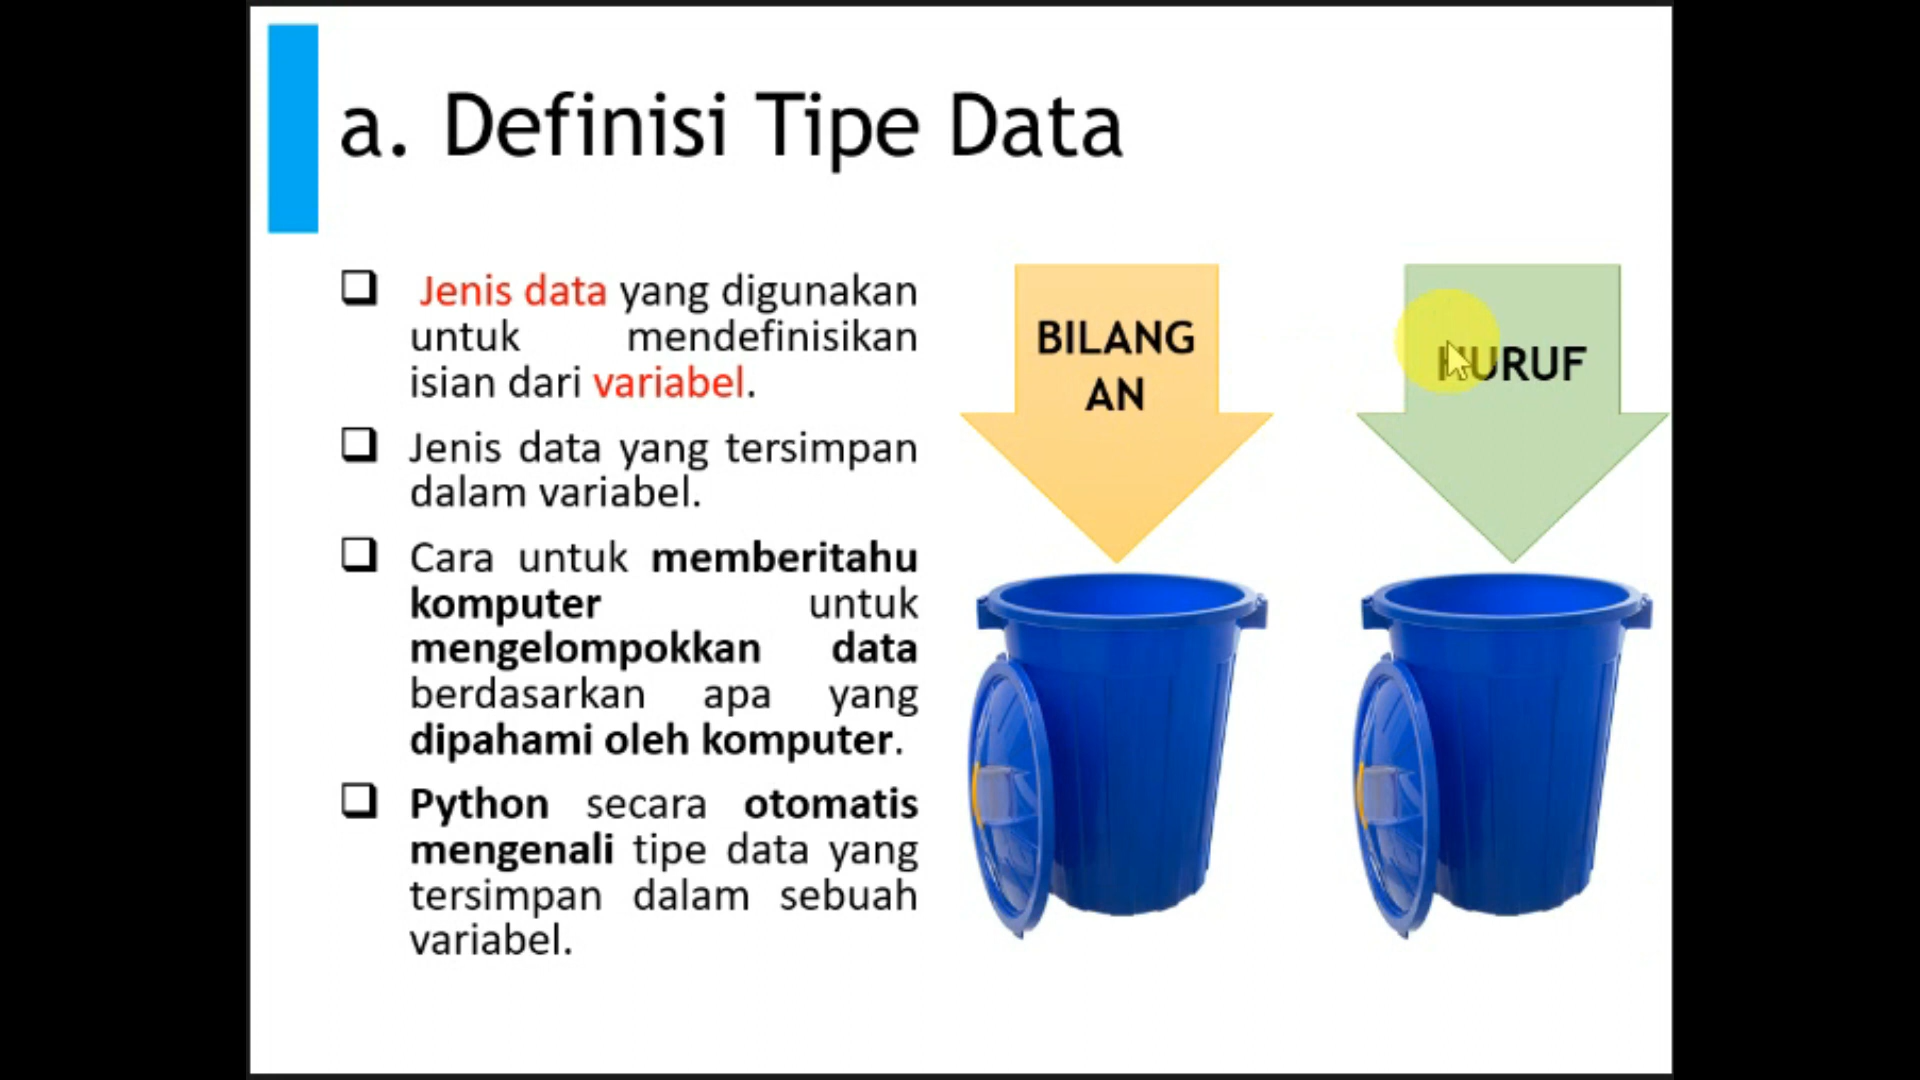 a. Definisi Tipe Data
Jenis data yang digunakan
untuk mendefinisikan
isian dari variabel.
Jenis data yang tersimpan
dalam variabel.
Cara untuk memberitahu
komputer untuk
mengelompokkan data
berdasarkan apa yang
dipahami oleh komputer.
Python secara otomatis
mengenali tipe data yang
tersimpan dalam sebuah
variabel.
BILANG
AN
HURUF